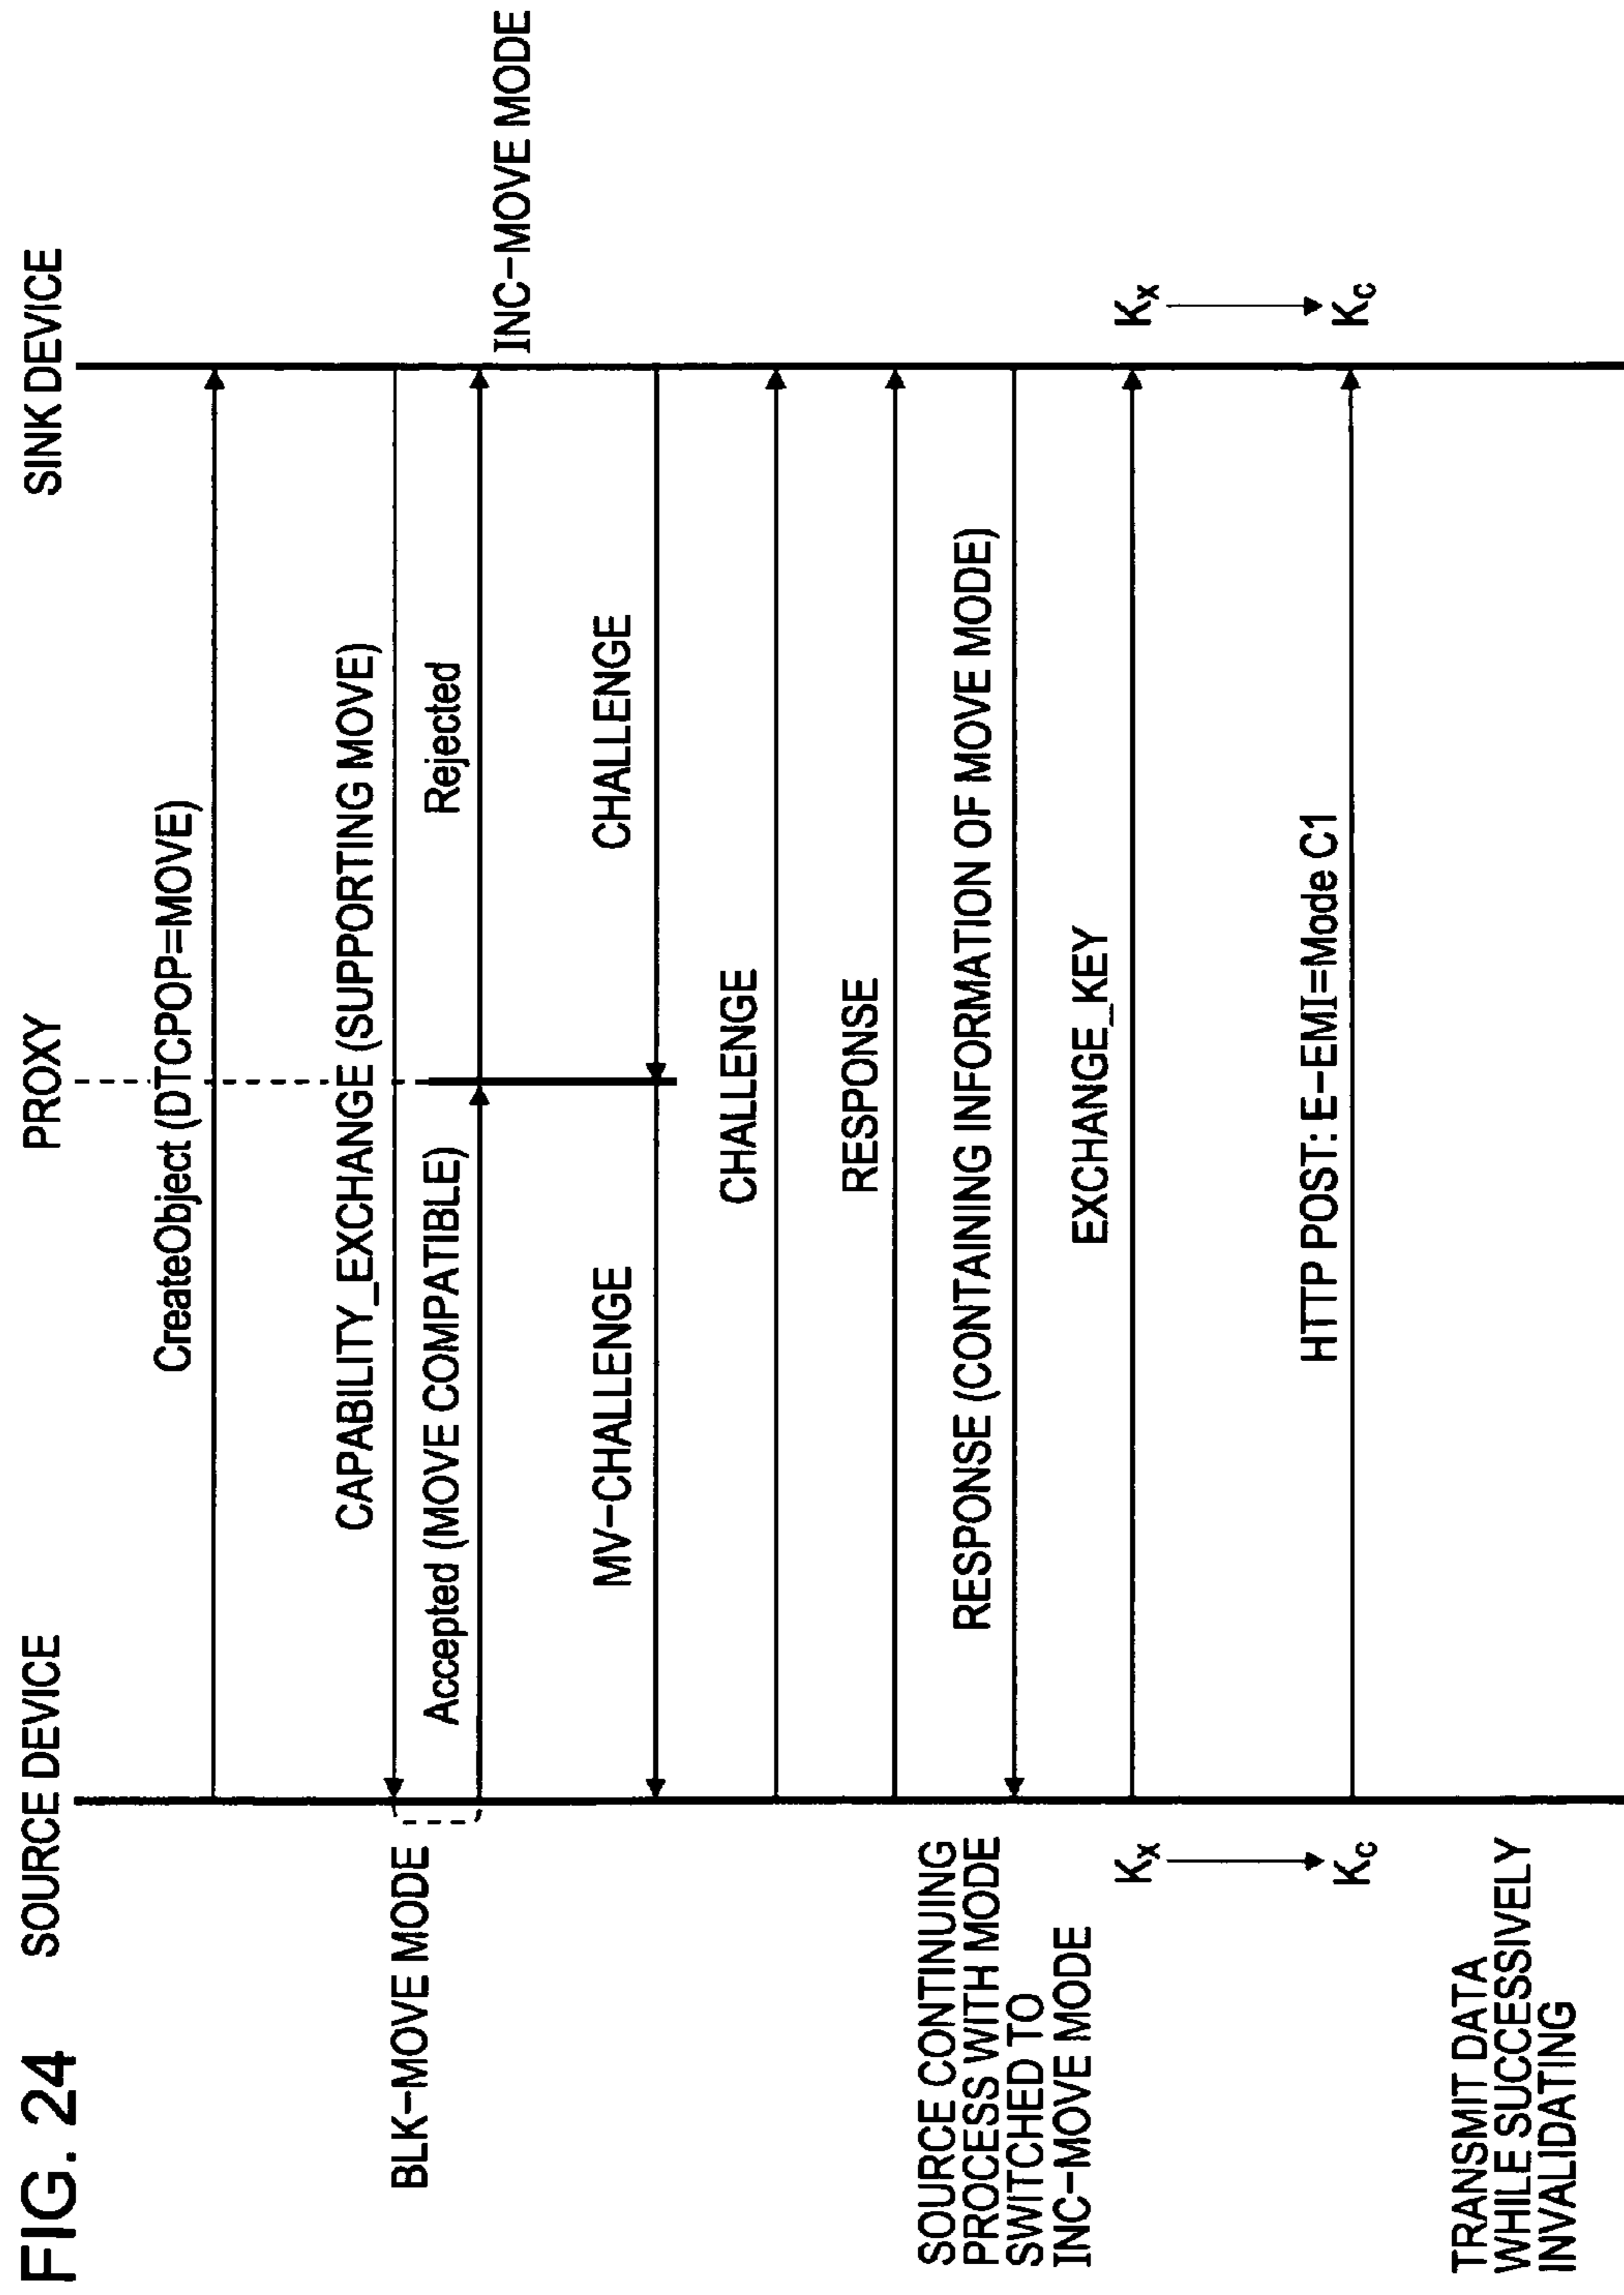 FIG. 24
SOURCE DEVICE
PROXY
SINK DEVICE
CreateObject (DTCPOP=MOVE)
CAPABILITY_EXCHANGE (SUPPORTING MOVE)
BLK-MOVE MODE
Accepted (MOVE COMPATIBLE)
Rejected
INC-MOVE MODE
MV-CHALLENGE
CHALLENGE
CHALLENGE
RESPONSE
RESPONSE (CONTAINING INFORMATION OF MOVE MODE)
SOURCE CONTINUING
PROCESS WITH MODE
SWITCHED TO
INC-MOVE MODE
EXCHANGE_KEY
Kx
Kx
HTTP POST: E-EMI=Mode C1
Kc
Kc
TRANSMIT DATA
WHILE SUCCESSIVELY
INVALIDATING